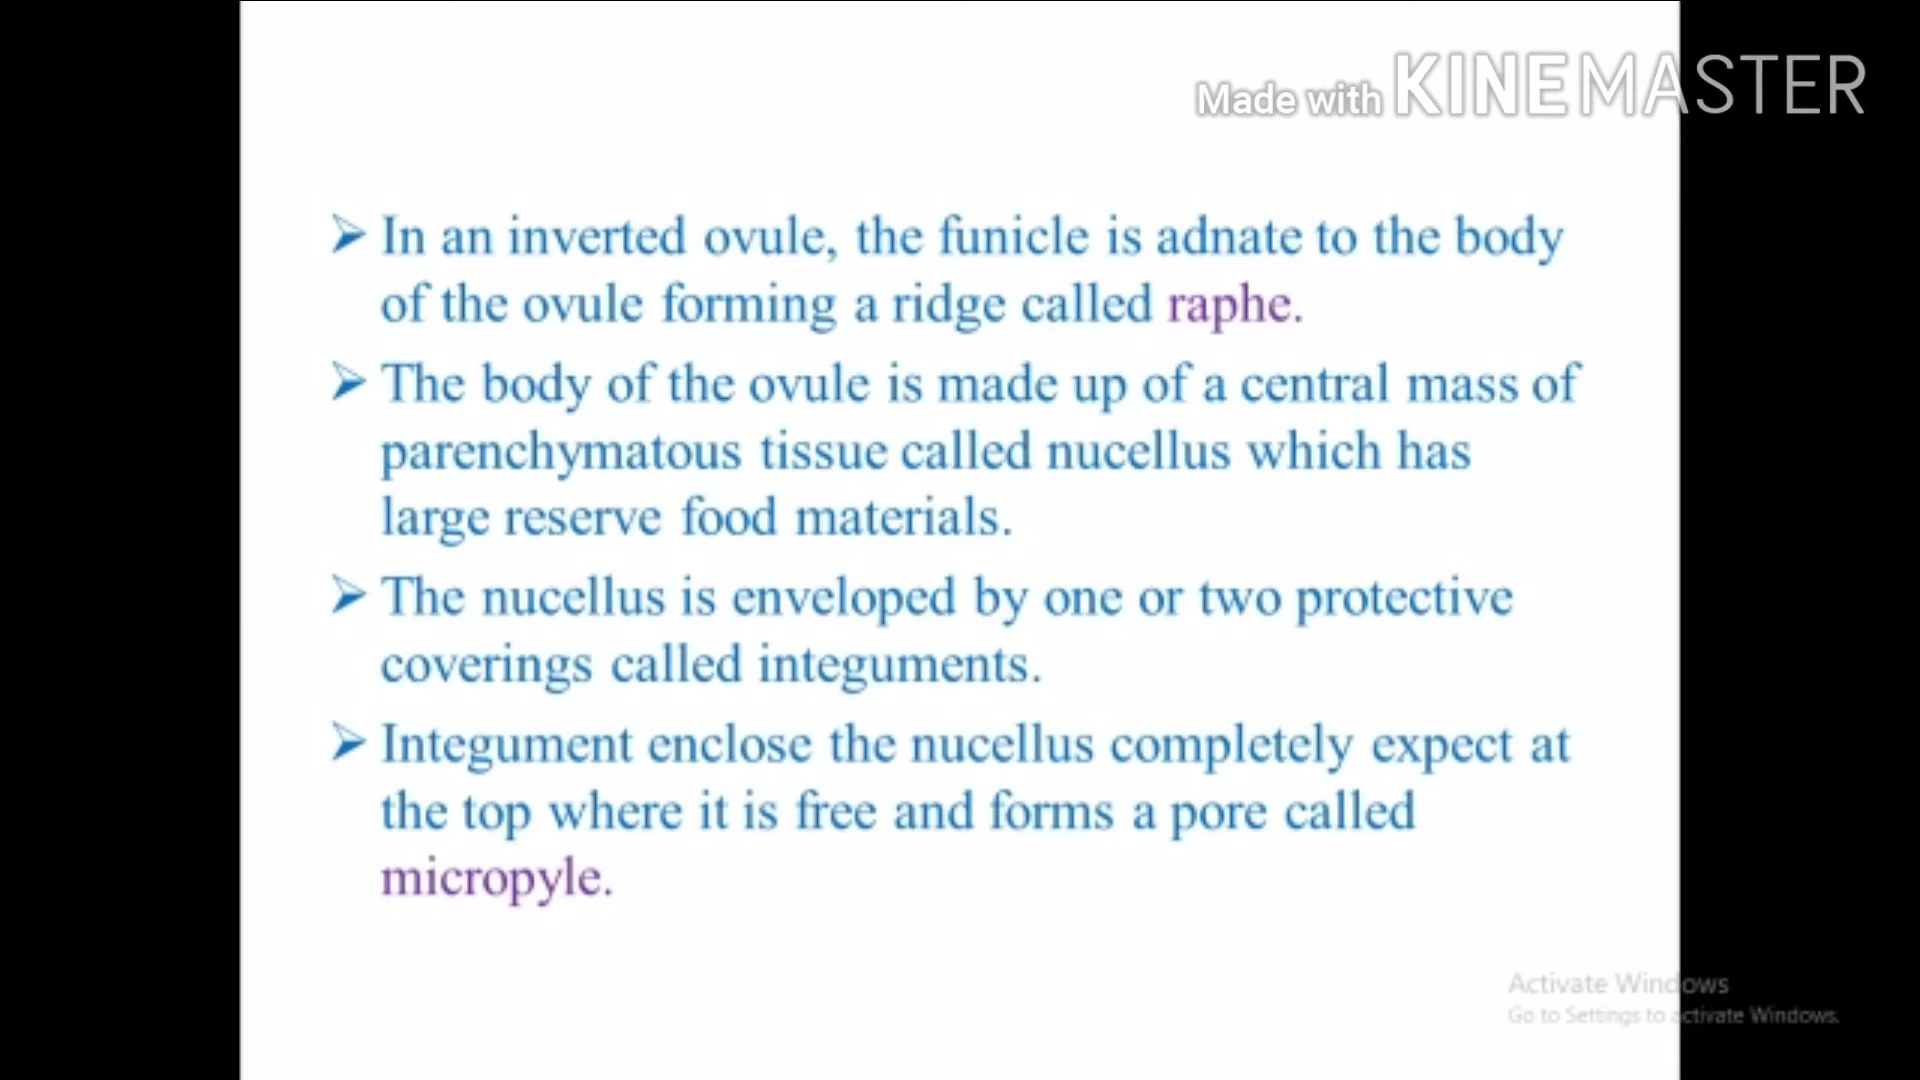 Made with KINEMASTER
➢ In an inverted ovule, the funicle is adnate to the body
of the ovule forming a ridge called raphe.
➢ The body of the ovule is made up of a central mass of
parenchymatous tissue called nucellus which has
large reserve food materials.
➢ The nucellus is enveloped by one or two protective
coverings called integuments.
➢ Integument enclose the nucellus completely expect at
the top where it is free and forms a pore called
micropyle.
Activate Windows
Go to Settings to activate Windows.